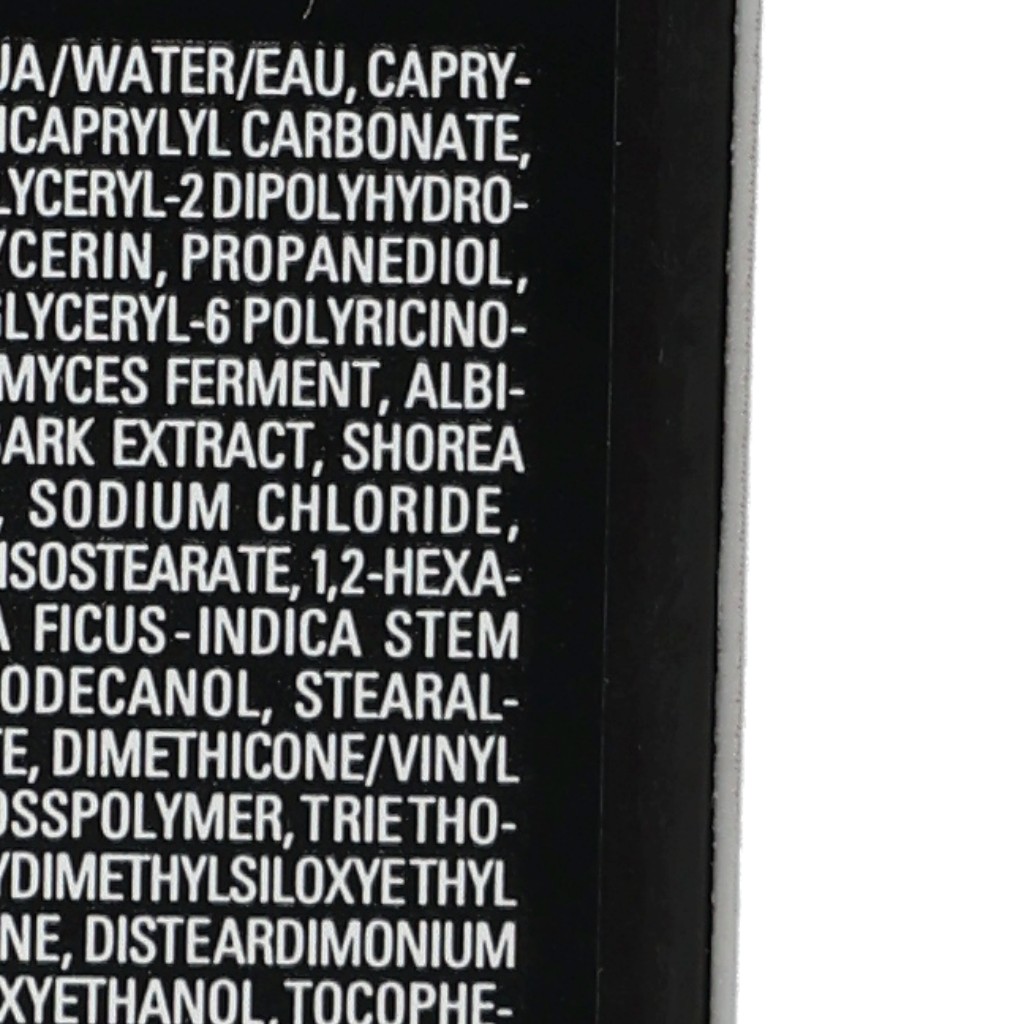 UA/WATER/EAU, CAPRY-
ICAPRYLYL CARBONATE,
LYCERYL-2 DIPOLYHYDRO-
YCERIN, PROPANEDIOL,
GLYCERYL-6 POLYRICINO-
MYCES FERMENT, ALBI-
BARK EXTRACT, SHOREA
, SODIUM CHLORIDE,
ISOSTEARATE, 1,2-HEXA-
A FICUS-INDICA STEM
ODECANOL, STEARAL-
TE, DIMETHICONE/VINYL
OSSPOLYMER, TRIETHO-
YDIMETHYLSILOXYETHYL
NE, DISTEARDIMONIUM
XYETHANOL, TOCOPHE-